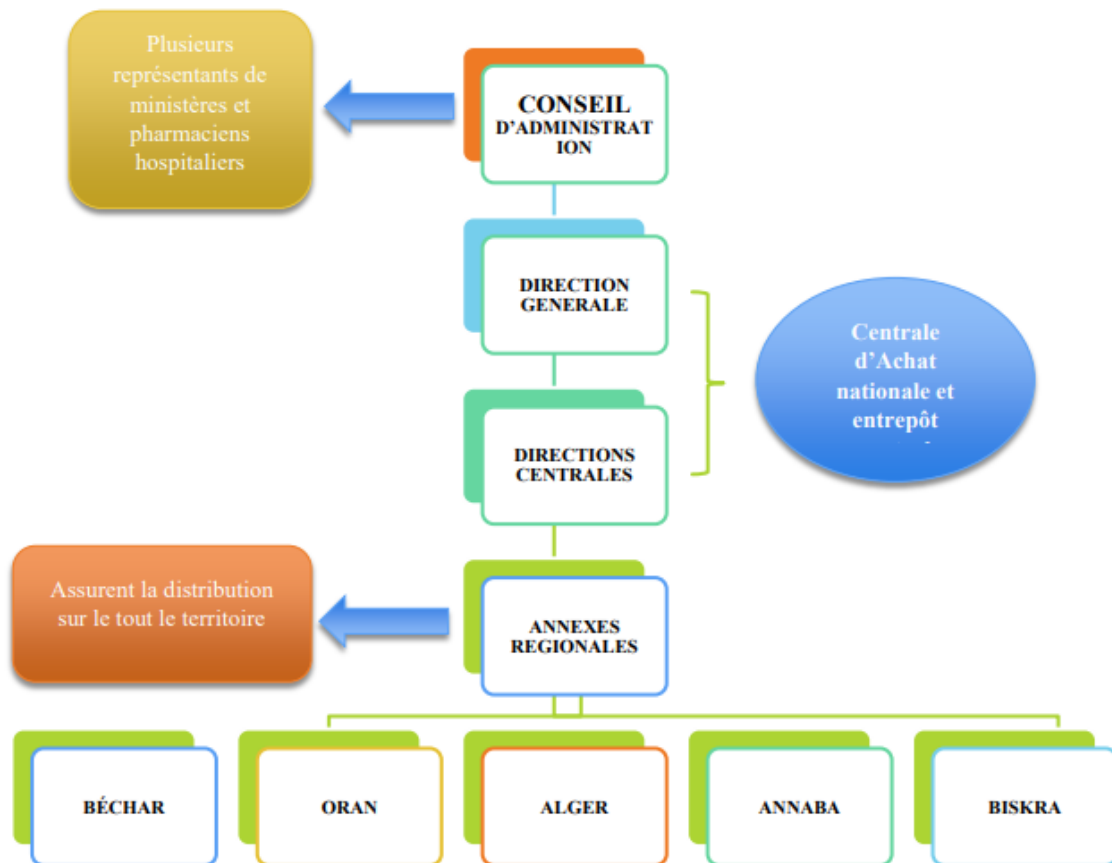 Plusieurs
représentants de
ministères et
pharmaciens
hospitaliers
CONSEIL
D’ADMINISTRAT
ION
DIRECTION
GENERALE
Centrale
d’Achat
nationale et
entrepôt
DIRECTIONS
CENTRALES
Assurent la distribution
sur le tout le territoire
ANNEXES
REGIONALES
BÉCHAR
ORAN
ALGER
ANNABA
BISKRA